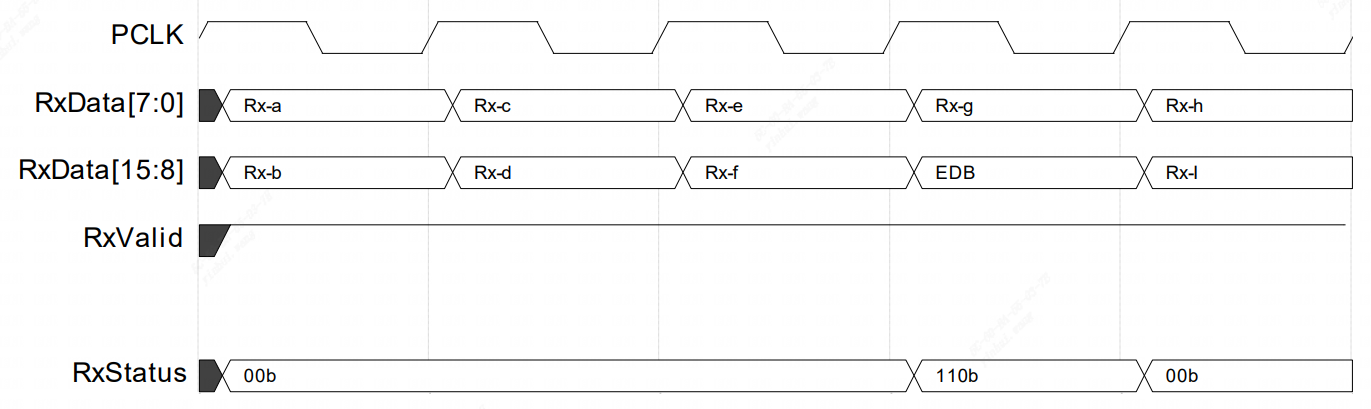 PCLK
RxData[7:0] Rx-a Rx-c Rx-e Rx-g Rx-h
RxData[15:8] Rx-b Rx-d Rx-f EDB Rx-I
RxValid
RxStatus 00b 110b 00b